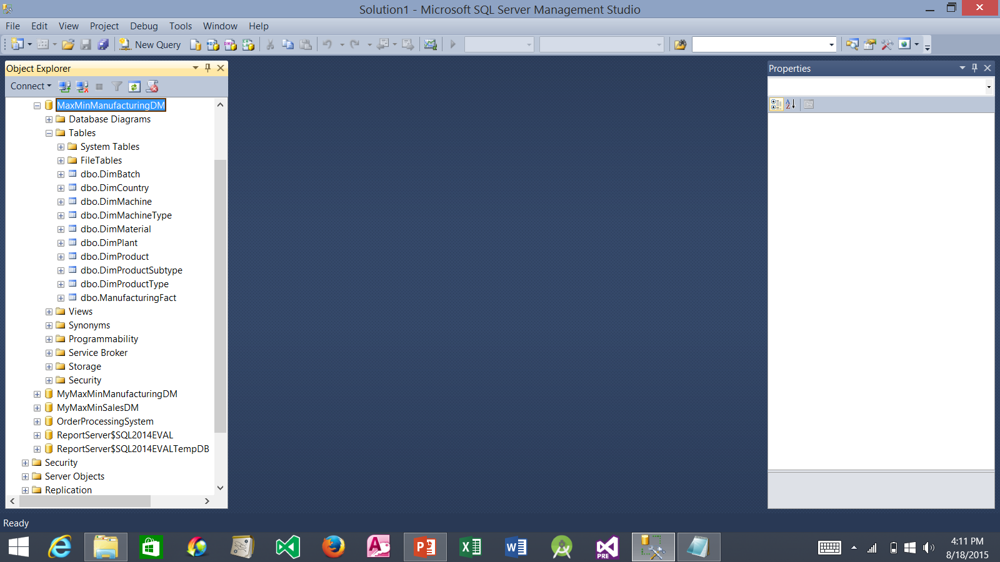 Solution1 - Microsoft SQL Server Management Studio
File Edit View Project Debug Tools Window Help
New Query
Object Explorer
Connect
MaxMinManufacturingDM
Database Diagrams
Tables
System Tables
FileTables
dbo.DimBatch
dbo.DimCountry
dbo.DimMachine
dbo.DimMachineType
dbo.DimMaterial
dbo.DimPlant
dbo.DimProduct
dbo.DimProductSubtype
dbo.DimProductType
dbo.ManufacturingFact
Views
Synonyms
Programmability
Service Broker
Storage
Security
MyMaxMinManufacturingDM
MyMaxMinSalesDM
OrderProcessingSystem
ReportServer$SQL2014EVAL
ReportServer$SQL2014EVALTempDB
Security
Server Objects
Replication
Properties
Ready
PRE
4:11 PM
8/18/2015